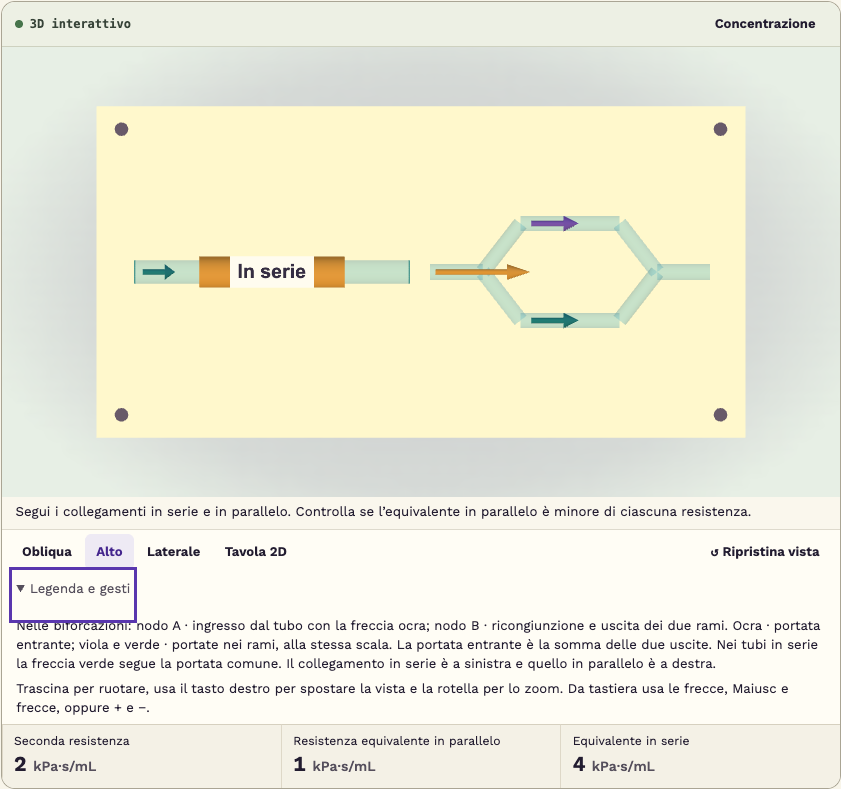 3D interattivo
Concentrazione
In serie
Segui i collegamenti in serie e in parallelo. Controlla se l’equivalente in parallelo è minore di ciascuna resistenza.
Obliqua
Alto
Laterale
Tavola 2D
↺ Ripristina vista
▼ Legenda e gesti
Nelle biforcazioni: nodo A · ingresso dal tubo con la freccia ocra; nodo B · ricongiunzione e uscita dei due rami. Ocra · portata
entrante; viola e verde · portate nei rami, alla stessa scala. La portata entrante è la somma delle due uscite. Nei tubi in serie
la freccia verde segue la portata comune. Il collegamento in serie è a sinistra e quello in parallelo è a destra.
Trascina per ruotare, usa il tasto destro per spostare la vista e la rotella per lo zoom. Da tastiera usa le frecce, Maiusc e
frecce, oppure + e −.
Seconda resistenza
2 kPa·s/mL
Resistenza equivalente in parallelo
1 kPa·s/mL
Equivalente in serie
4 kPa·s/mL